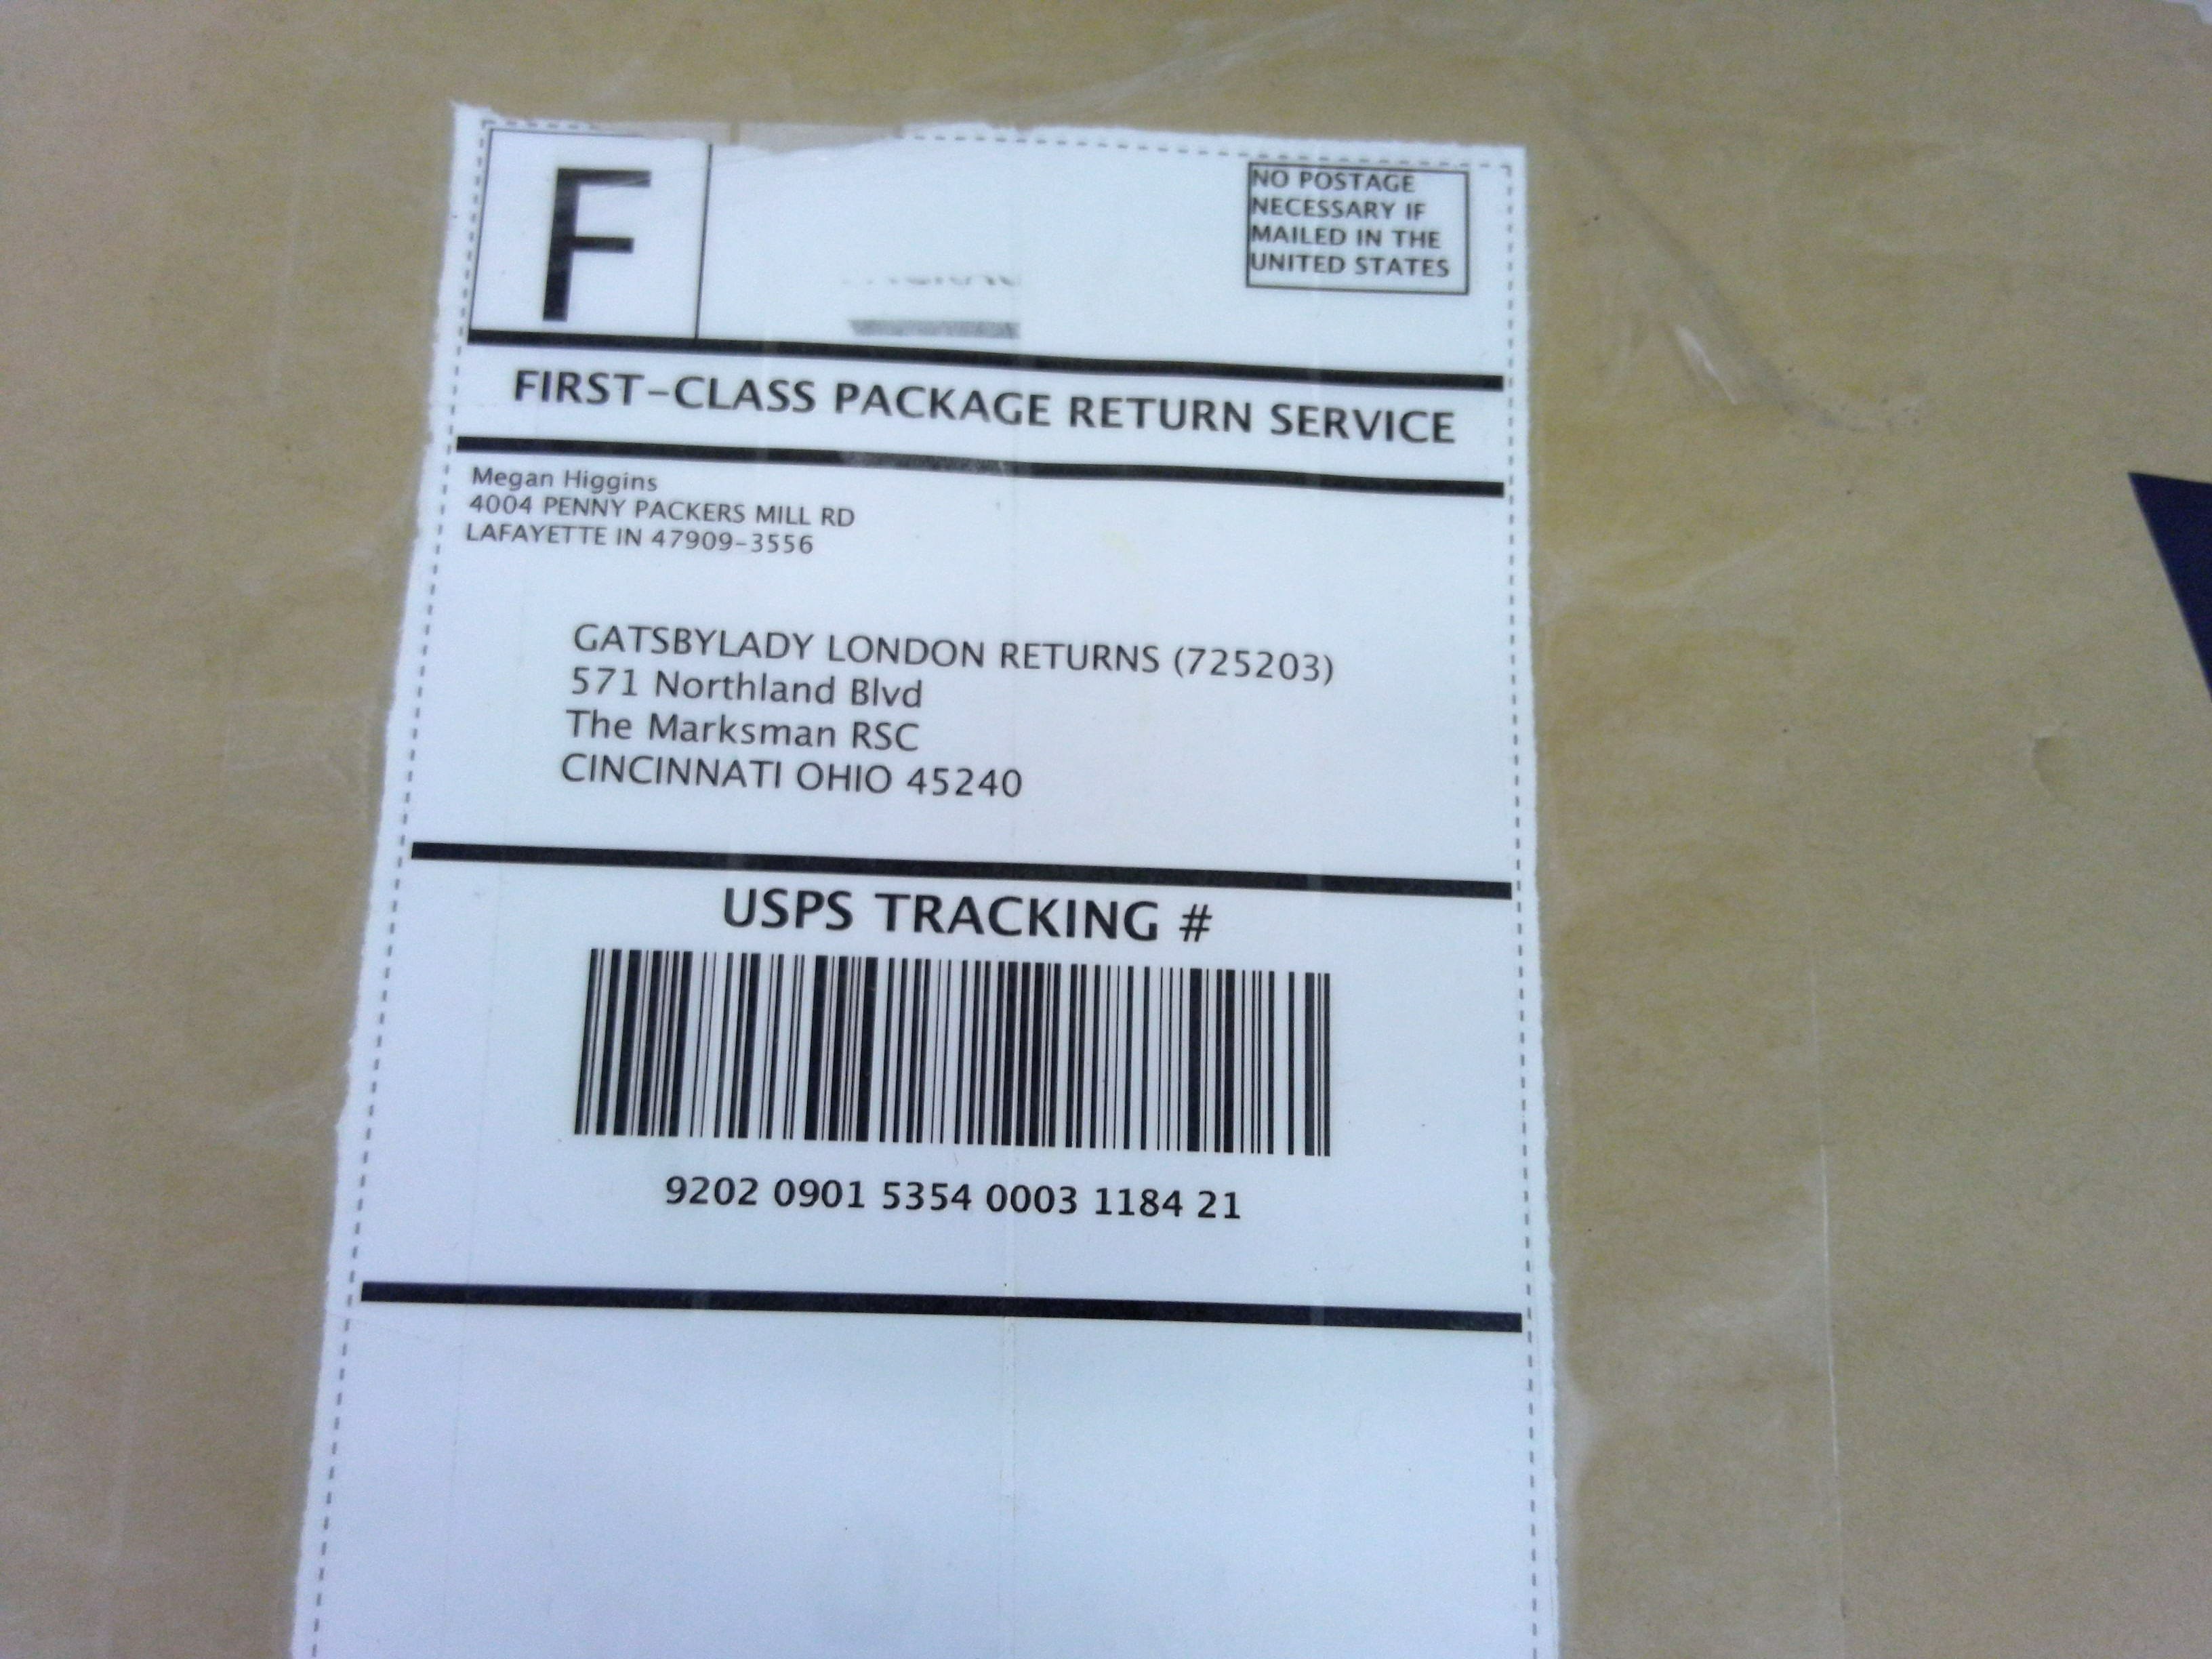 F
NO POSTAGE
NECESSARY IF
MAILED IN THE
UNITED STATES
FIRST-CLASS PACKAGE RETURN SERVICE
Megan Higgins
4004 PENNY PACKERS MILL RD
LAFAYETTE IN 47909-3556
GATSBYLADY LONDON RETURNS (725203)
571 Northland Blvd
The Marksman RSC
CINCINNATI OHIO 45240
USPS TRACKING #
9202 0901 5354 0003 1184 21